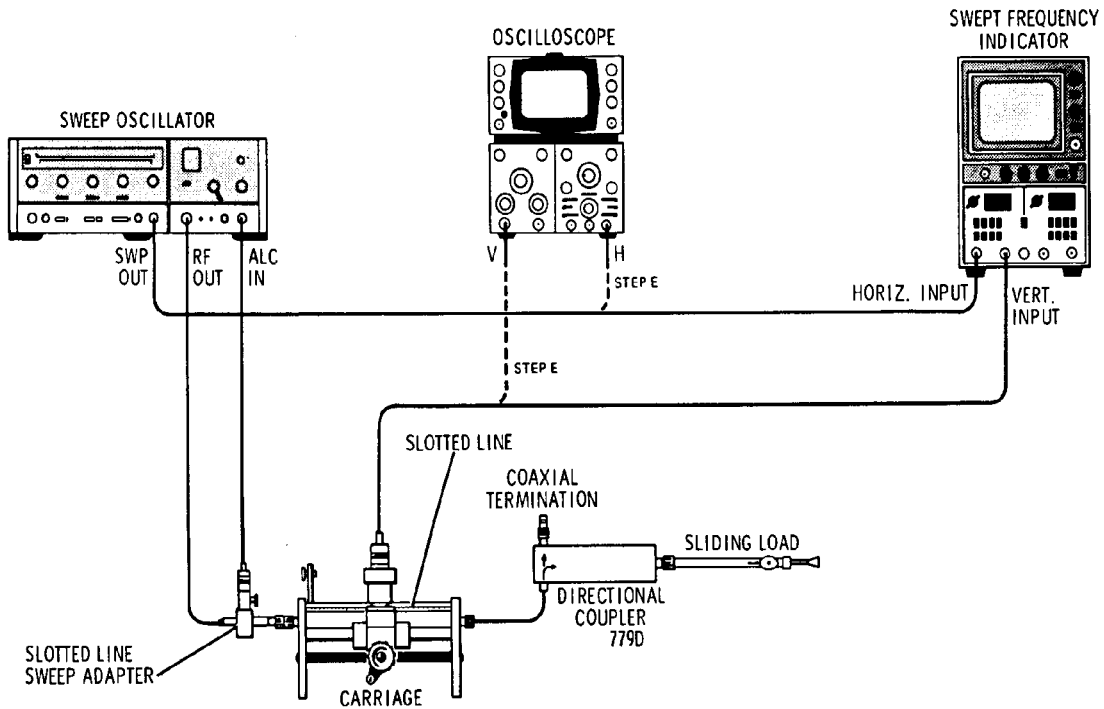 SWEPT FREQUENCY
INDICATOR
OSCILLOSCOPE
SWEEP OSCILLATOR
SWP
OUT
RF
OUT
ALC
IN
V
H
STEP E
HORIZ. INPUT
VERT.
INPUT
STEP E
SLOTTED LINE
COAXIAL
TERMINATION
SLIDING LOAD
DIRECTIONAL
COUPLER
779D
SLOTTED LINE
SWEEP ADAPTER
CARRIAGE